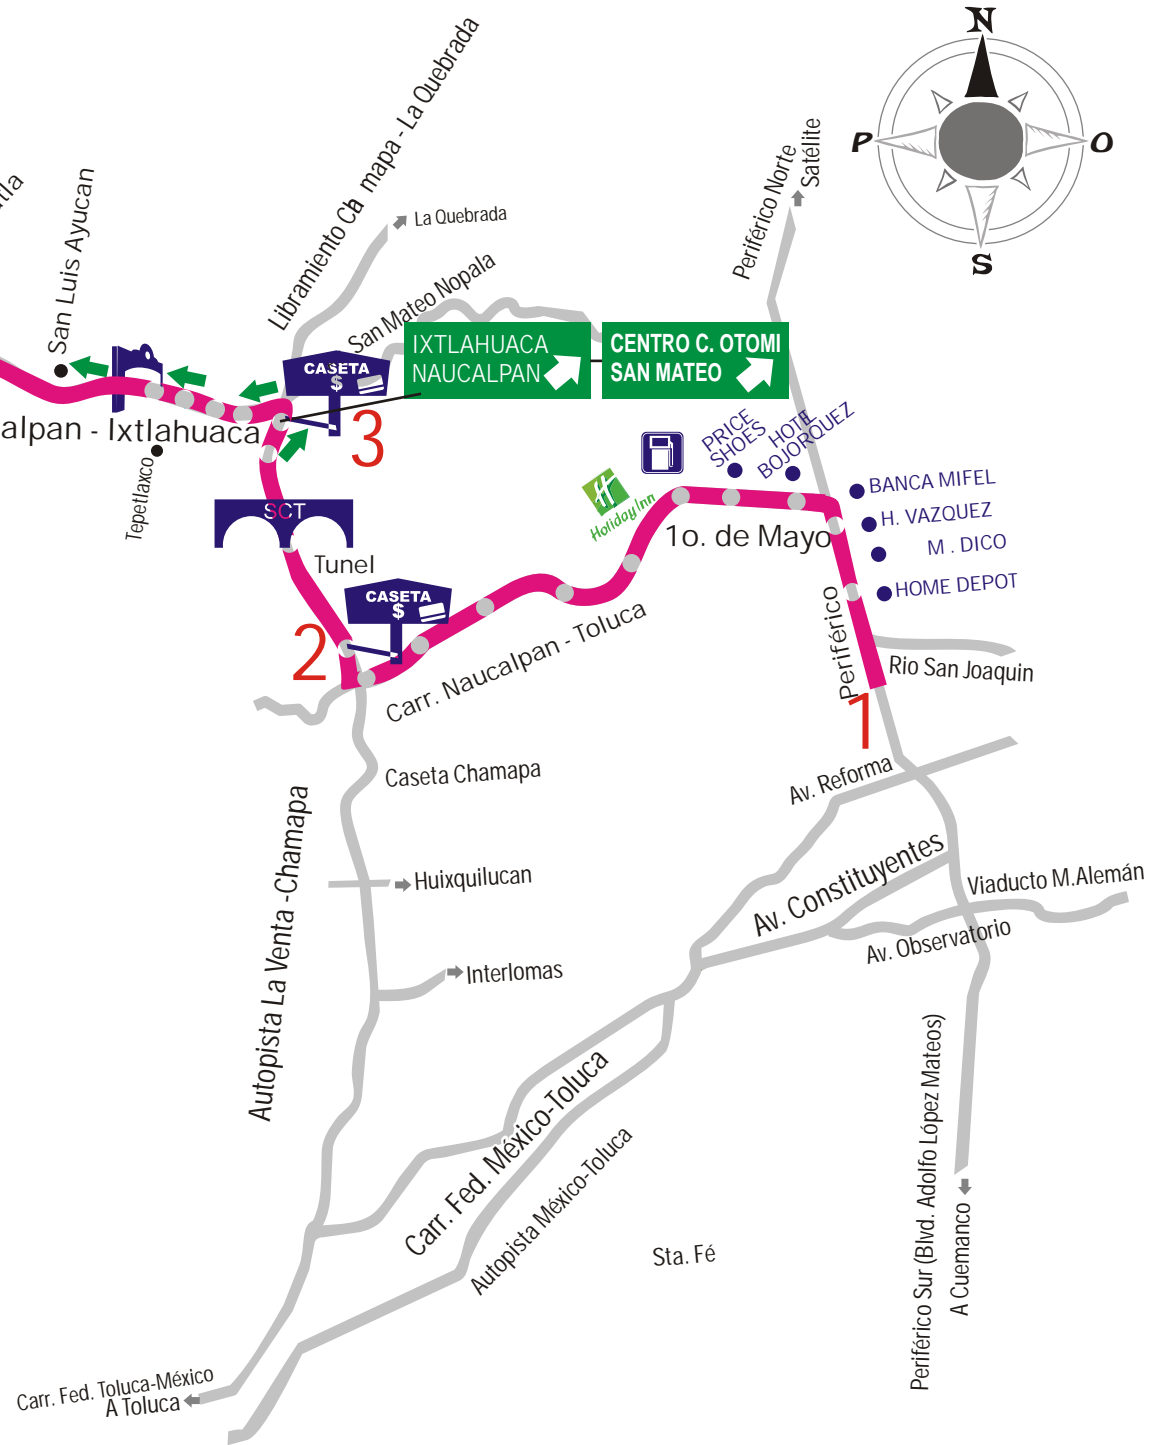 N
P
O
S
tla
San Luis Ayucan
Libramiento Chamapa - La Quebrada
La Quebrada
San Mateo Nopala
Periférico Norte
Satélite
IXTLAHUACA
NAUCALPAN
CENTRO C. OTOMI
SAN MATEO
CASETA
$
3
alpan - Ixtlahuaca
Tepetlaxco
SCT
Tunel
CASETA
$
2
Holiday Inn
PRICE
SHOES
HOTEL
BOJORQUEZ
BANCA MIFEL
H. VAZQUEZ
M . DICO
HOME DEPOT
1o. de Mayo
Periférico
Carr. Naucalpan - Toluca
Rio San Joaquin
1
Av. Reforma
Caseta Chamapa
Autopista La Venta -Chamapa
Huixquilucan
Interlomas
Av. Constituyentes
Viaducto M.Alemán
Av. Observatorio
Carr. Fed. México-Toluca
Autopista México-Toluca
Sta. Fé
Periférico Sur (Blvd. Adolfo López Mateos)
A Cuemanco
Carr. Fed. Toluca-México
A Toluca